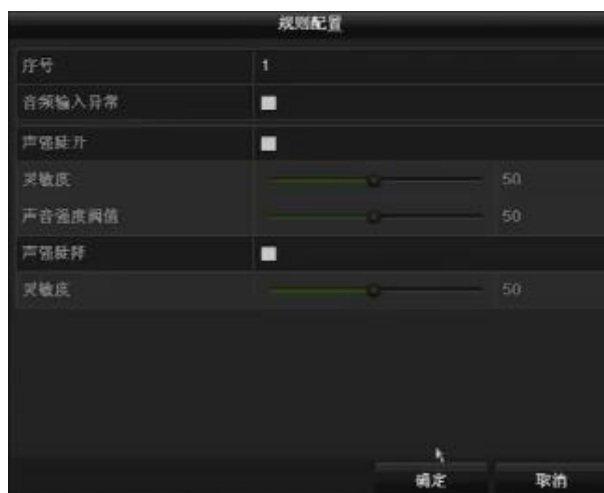 规则配置
序号 1
音频输入异常
声强陡升
灵敏度 50
声音强度阀值 50
声强陡降
灵敏度 50
确定 取消